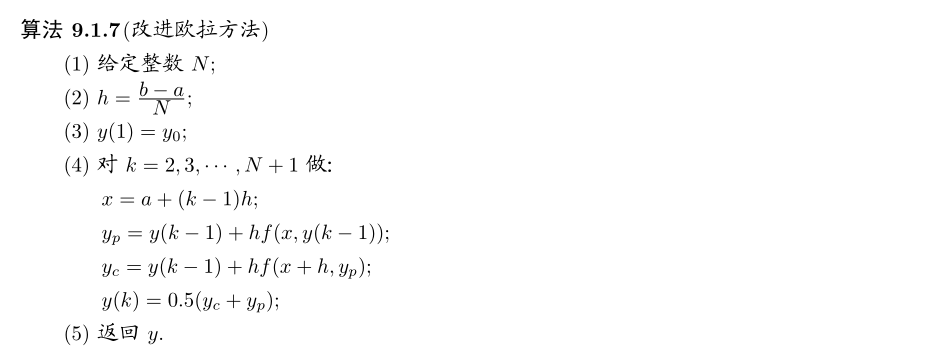 算法 9.1.7(改进欧拉方法)
(1) 给定整数 N;
(2) h = \frac{b − a}{N};
(3) y(1) = y_0;
(4) 对 k = 2, 3, ⋯ , N + 1 做:
x = a + (k − 1)h;
y_p = y(k − 1) + hf(x, y(k − 1));
y_c = y(k − 1) + hf(x + h, y_p);
y(k) = 0.5(y_c + y_p);
(5) 返回 y.